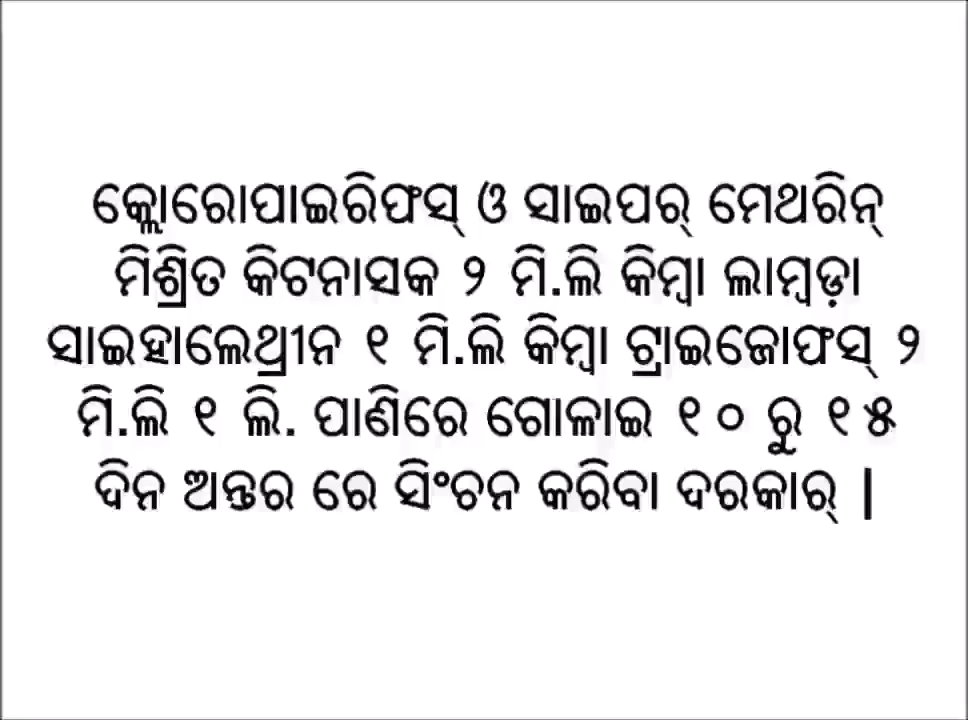 କ୍ଲୋରୋପାଇରିଫସ୍ ଓ ସାଇପର୍ ମେଥରିନ୍
ମିଶ୍ରିତ କିଟନାସକ ୨ ମି.ଲି କିମ୍ବା ଲାମ୍ବଡ଼ା
ସାଇହାଲେଥ୍ରୀନ ୧ ମି.ଲି କିମ୍ବା ଟ୍ରାଇଜୋଫସ୍ ୨
ମି.ଲି ୧ ଲି. ପାଣିରେ ଗୋଳାଇ ୧୦ ରୁ ୧୫
ଦିନ ଅନ୍ତର ରେ ସିଂଚନ କରିବା ଦରକାର୍ |